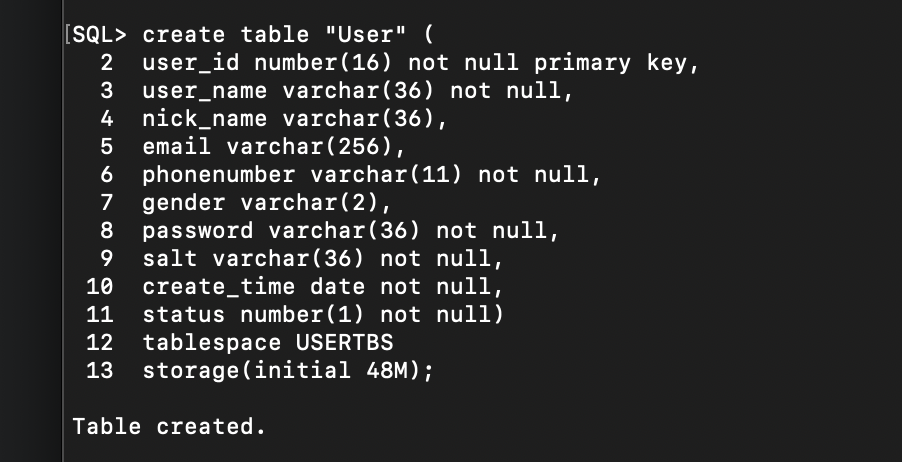 [SQL> create table "User" (
2 user_id number(16) not null primary key,
3 user_name varchar(36) not null,
4 nick_name varchar(36),
5 email varchar(256),
6 phonenumber varchar(11) not null,
7 gender varchar(2),
8 password varchar(36) not null,
9 salt varchar(36) not null,
10 create_time date not null,
11 status number(1) not null)
12 tablespace USERTBS
13 storage(initial 48M);
Table created.